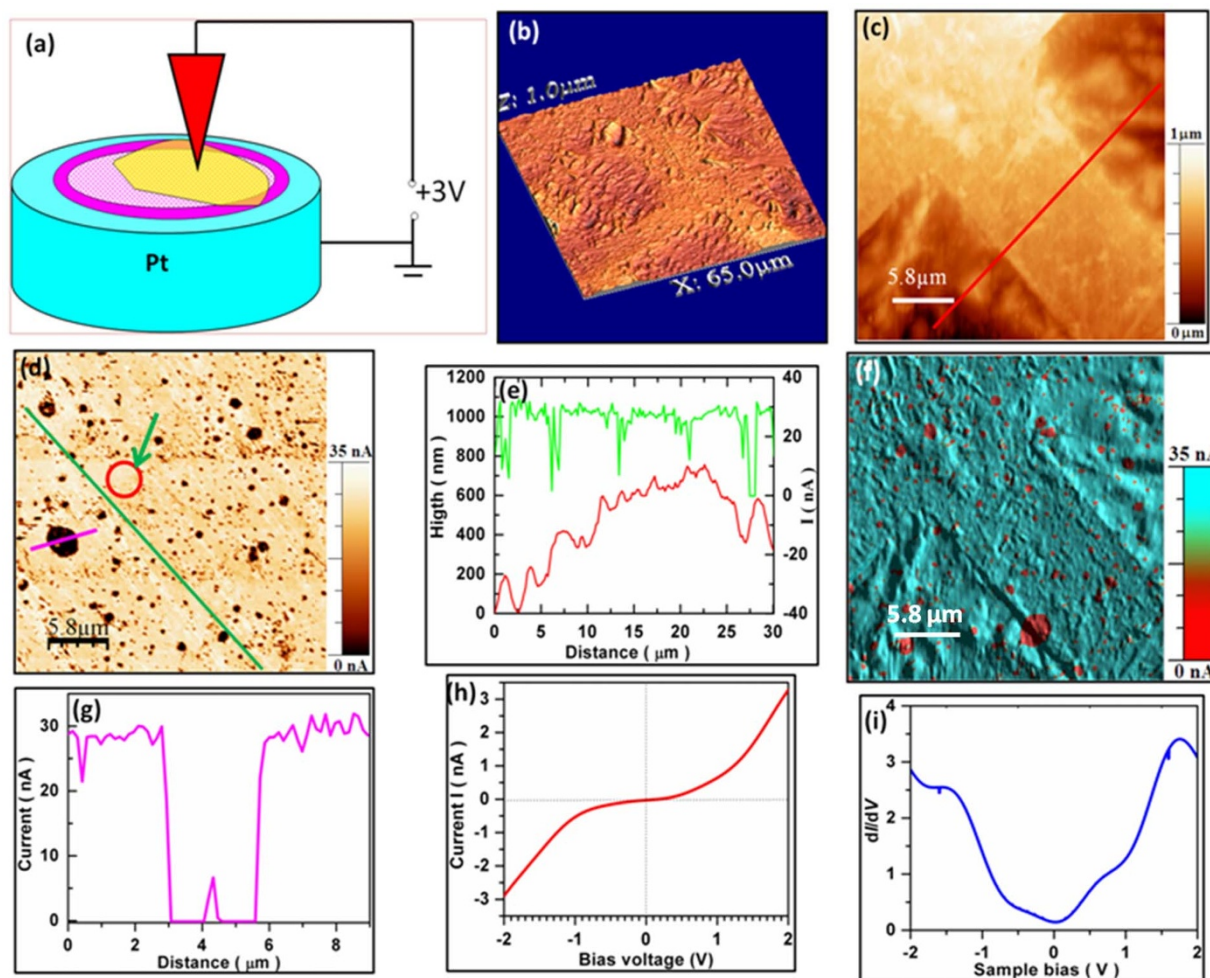 (a)
+3V
Pt
(b)
Z: 1.0µm
X: 65.0µm
(c)
5.8µm
1µm
0 µm
(d)
5.8µm
35 nA
0 nA
(e)
1200
1000
800
600
400
200
0
Higth ( nm)
0 5 10 15 20 25 30
Distance ( µm)
40
20
0
-20
-40
I ( nA)
(f)
5.8 µm
35 nA
0 nA
(g)
30
20
10
0
Current ( nA)
0 2 4 6 8
Distance ( µm)
(h)
3
2
1
0
-1
-2
-3
Current I ( nA)
-2 -1 0 1 2
Bias voltage (V)
(i)
4
3
2
1
0
dI/dV
-2 -1 0 1 2
Sample bias ( V)